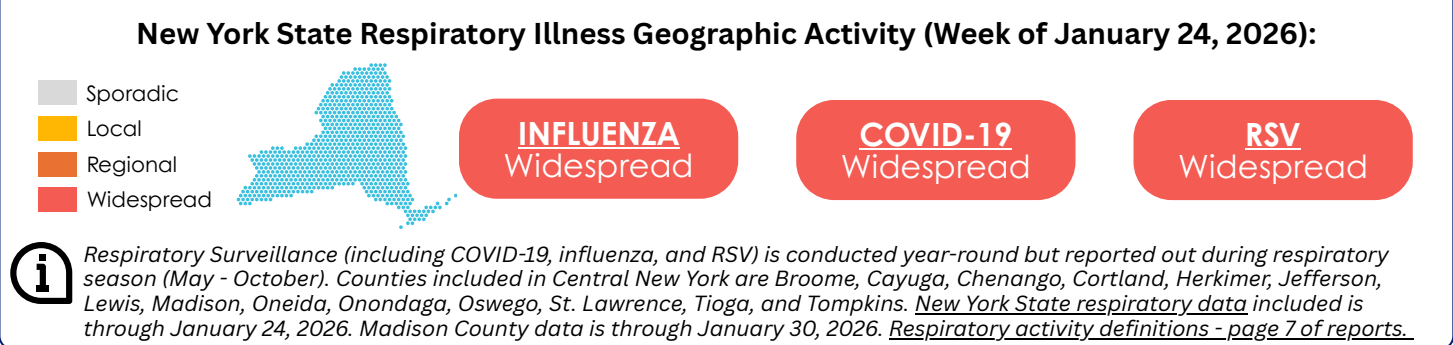 New York State Respiratory Illness Geographic Activity (Week of January 24, 2026):
Sporadic
Local
Regional
Widespread
INFLUENZA
Widespread
COVID-19
Widespread
RSV
Widespread
Respiratory Surveillance (including COVID-19, influenza, and RSV) is conducted year-round but reported out during respiratory
season (May - October). Counties included in Central New York are Broome, Cayuga, Chenango, Cortland, Herkimer, Jefferson,
Lewis, Madison, Oneida, Onondaga, Oswego, St. Lawrence, Tioga, and Tompkins. New York State respiratory data included is
through January 24, 2026. Madison County data is through January 30, 2026. Respiratory activity definitions - page 7 of reports.